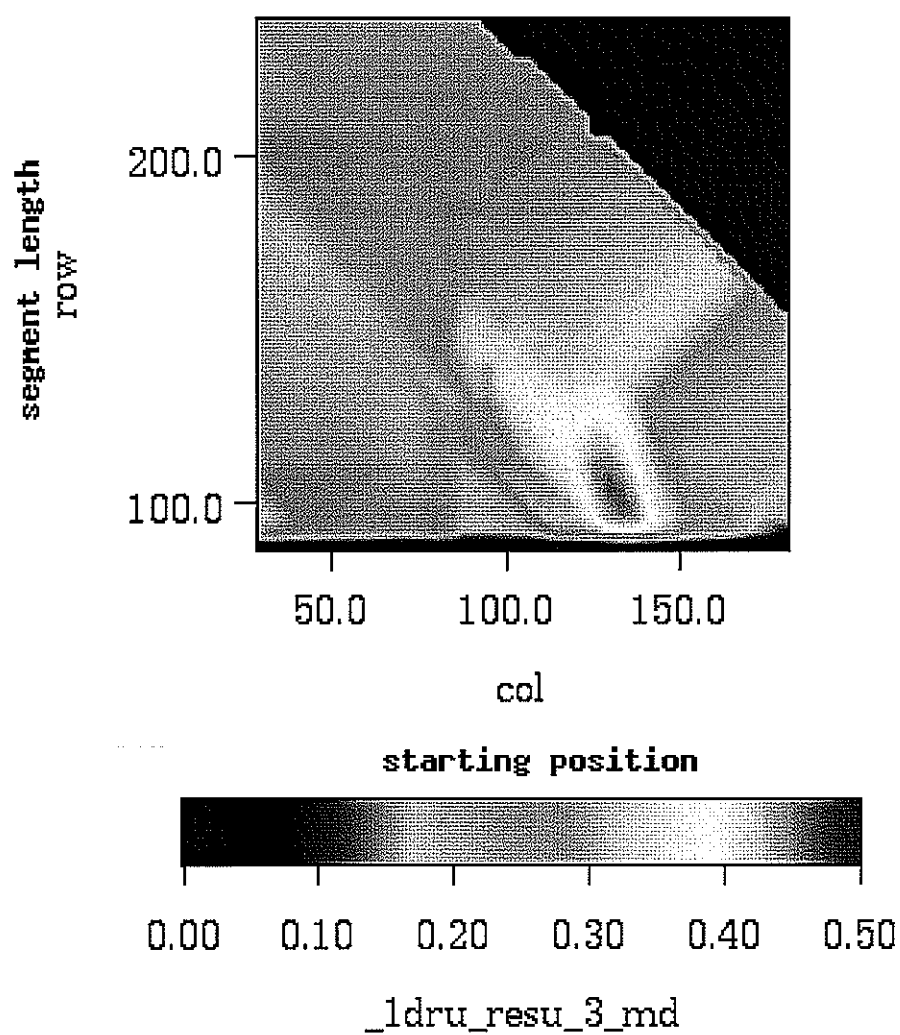 200.0
segment length
row
100.0
50.0 100.0 150.0
col
starting position
0.00 0.10 0.20 0.30 0.40 0.50
_1dru_resu_3_md